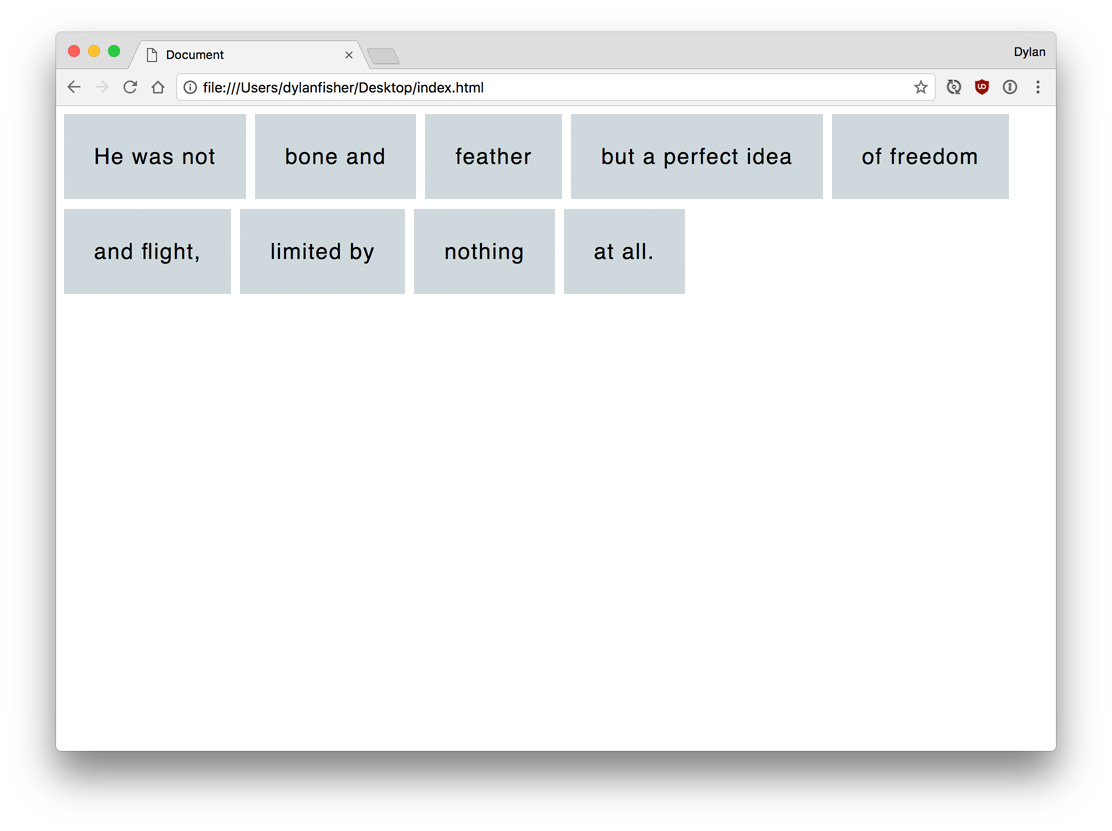 Document
Dylan
file:///Users/dylanfisher/Desktop/index.html
He was not bone and feather but a perfect idea of freedom
and flight, limited by nothing at all.